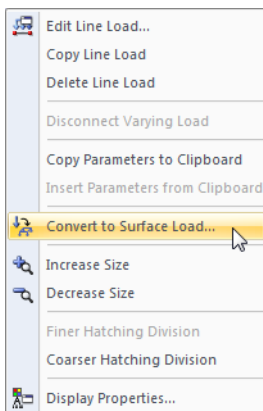 Edit Line Load...
Copy Line Load
Delete Line Load
Disconnect Varying Load
Copy Parameters to Clipboard
Insert Parameters from Clipboard
Convert to Surface Load...
Increase Size
Decrease Size
Finer Hatching Division
Coarser Hatching Division
Display Properties...